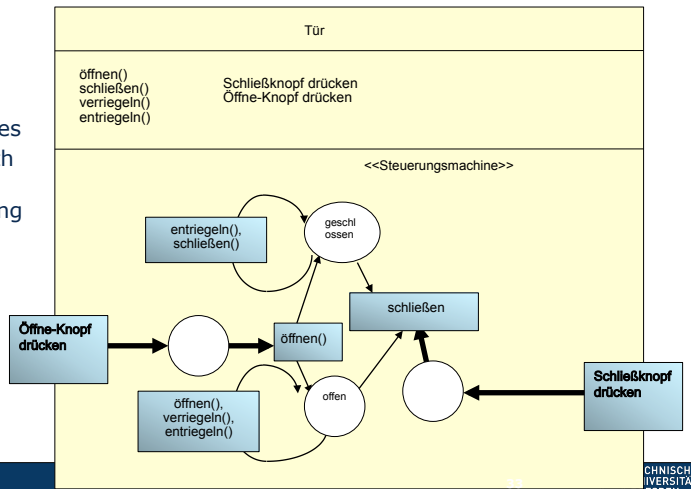 Tür
öffnen()
schließen()
verriegeln()
entriegeln()
Schließknopf drücken
Öffne-Knopf drücken
<<Steuerungsmachine>>
entriegeln(),
schließen()
geschl
ossen
schließen
Öffne-Knopf
drücken
öffnen()
Schließknopf
drücken
öffnen(),
verriegeln(),
entriegeln()
offen